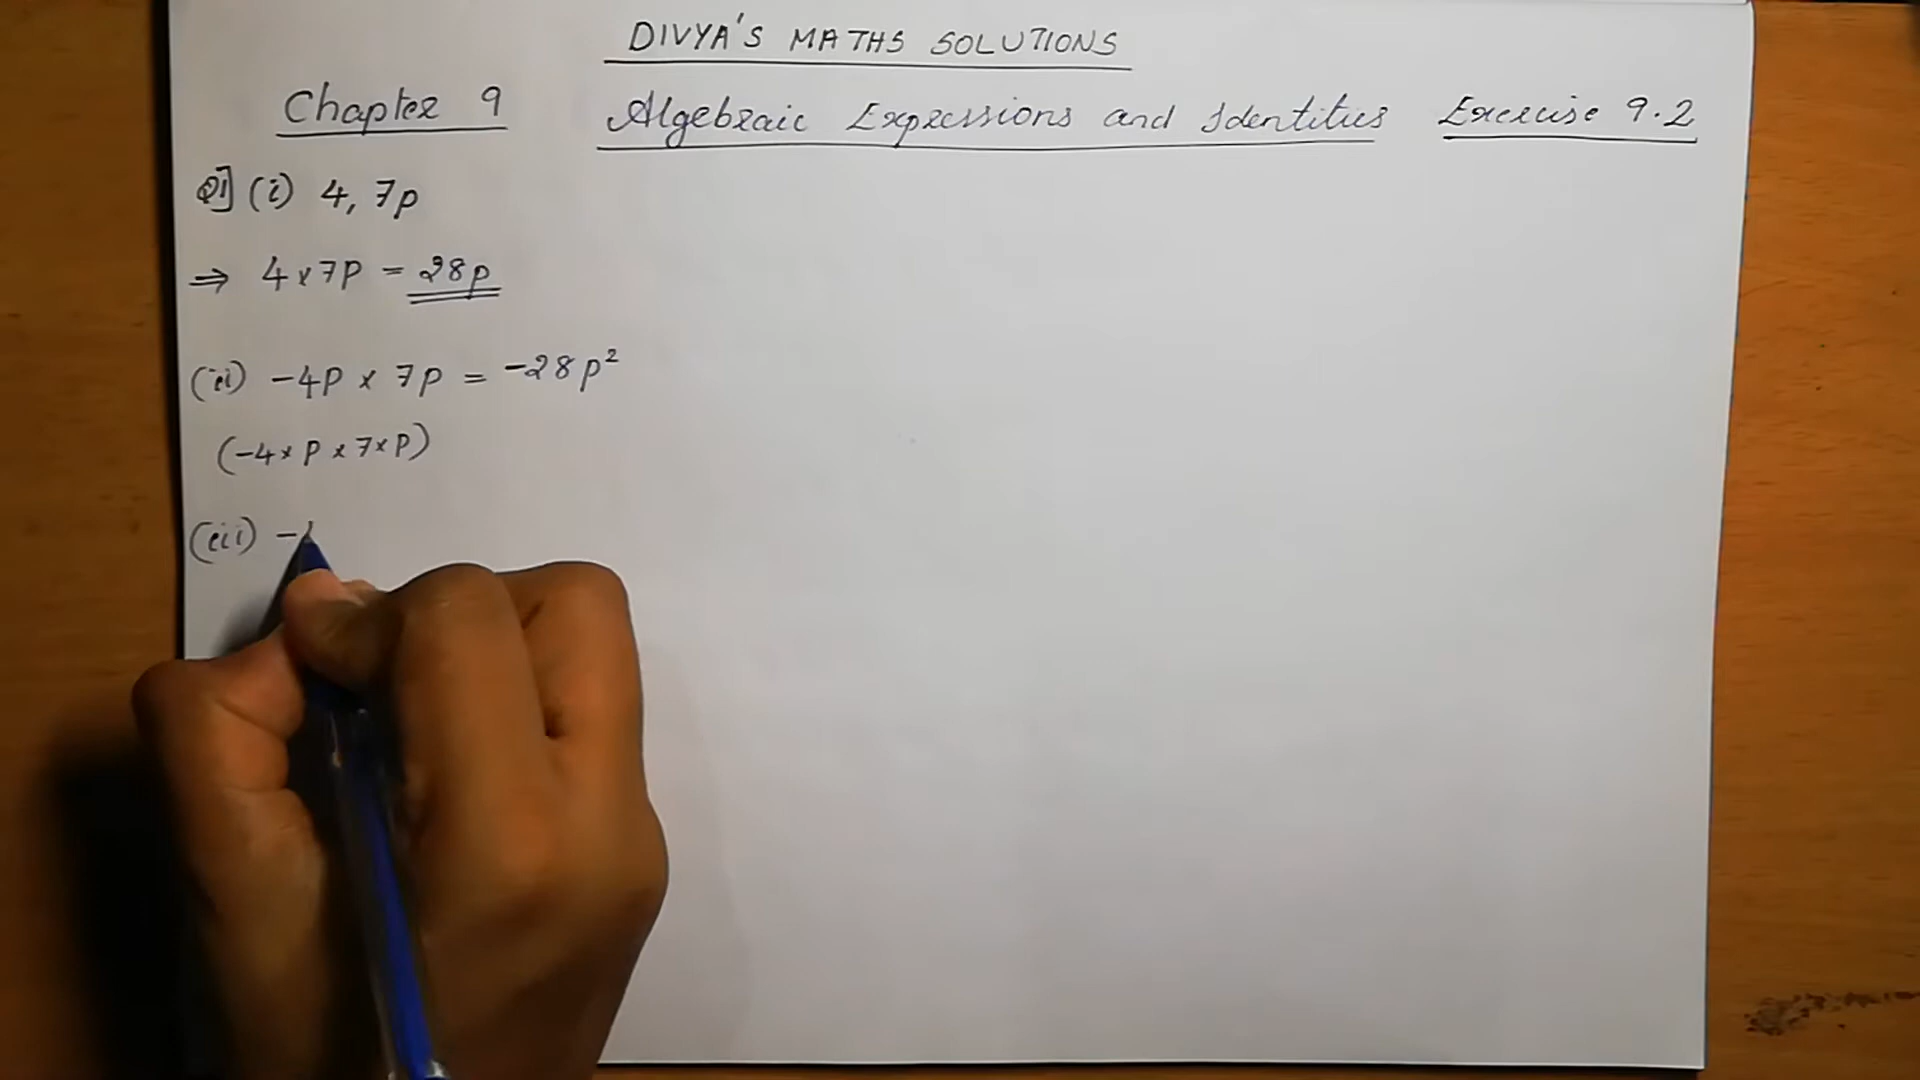 DIVYA'S MATHS SOLUTIONS
Chapter 9 Algebraic Expressions and Identities Exercise 9.2
Q1] (i) 4, 7p
⇒ 4 × 7p = 28p
(ii) -4p × 7p = -28p²
(-4 × p × 7 × p)
(iii) -